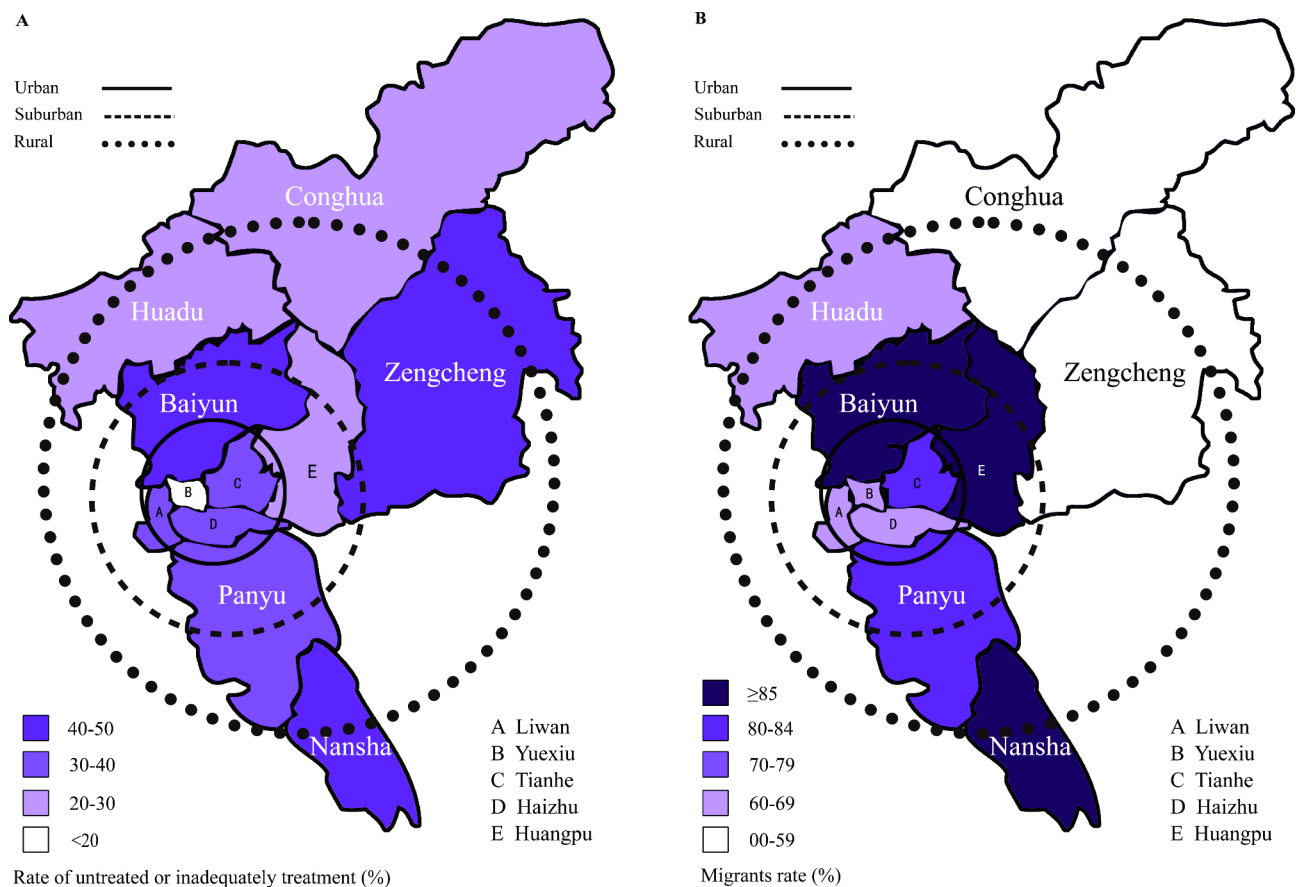 A
Urban
Suburban
Rural
Conghua
Huadu
Zengcheng
Baiyun
E
B
C
A
D
Panyu
Nansha
40-50
30-40
20-30
<20
A Liwan
B Yuexiu
C Tianhe
D Haizhu
E Huangpu
Rate of untreated or inadequately treatment (%)
B
Urban
Suburban
Rural
Conghua
Huadu
Zengcheng
Baiyun
E
B
C
A
D
Panyu
Nansha
≥85
80-84
70-79
60-69
00-59
A Liwan
B Yuexiu
C Tianhe
D Haizhu
E Huangpu
Migrants rate (%)